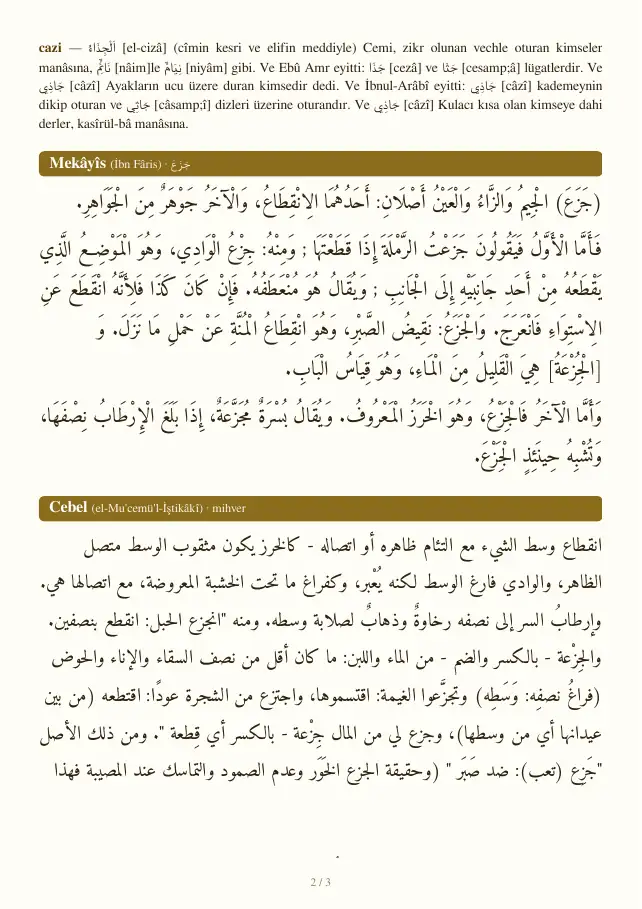 cazi — اَلْجِذَاهُ [el-cizâ] (cîmin kesri ve elifin meddiyle) Cemi, zikr olunan vechle oturan kimseler
manâsına, نَائِمٌ [nâim]le نِيَامٌ [niyâm] gibi. Ve Ebû Amr eyitti: جَذَا [cezâ] ve جَثَا [cesamp;â] lügatlerdir. Ve
جَاذِي [câzî] Ayakların ucu üzere duran kimsedir dedi. Ve İbnul-Arâbî eyitti: جَاذِي [câzî] kademeynin
dikip oturan ve جَاثِي [câsamp;î] dizleri üzerine oturandır. Ve جَاذِي [câzî] Kulacı kısa olan kimseye dahi
derler, kasîrül-bâ manâsına.
Mekâyîs (İbn Fâris) · جَزَعَ
(جَزَعَ) الْجِيمُ وَالزَّاءُ وَالْعَيْنُ أَصْلَانِ: أَحَدُهُمَا الِانْقِطَاعُ، وَالْآخَرُ جَوْهَرٌ مِنَ الْجَوَاهِرِ.
فَأَمَّا الْأَوَّلُ فَيَقُولُونَ جَزَعْتُ الرَّمْلَةَ إِذَا قَطَعْتَهَا ; وَمِنْهُ: جِزْعُ الْوَادِي، وَهُوَ الْمَوْضِعُ الَّذِي
يَقْطَعُهُ مِنْ أَحَدِ جَانِبَيْهِ إِلَى الْجَانِبِ ; وَيُقَالُ هُوَ مُنْعَطَفُهُ. فَإِنْ كَانَ كَذَا فَلِأَنَّهُ انْقَطَعَ عَنِ
الِاسْتِوَاءِ فَانْعَرَجَ. وَالْجَزَعُ: نَقِيضُ الصَّبْرِ، وَهُوَ انْقِطَاعُ الْمُنَّةِ عَنْ حَمْلِ مَا نَزَلَ. وَ
[الْجُزْعَةُ] هِيَ الْقَلِيلُ مِنَ الْمَاءِ، وَهُوَ قِيَاسُ الْبَابِ.
وَأَمَّا الْآخَرُ فَالْجَزْعُ، وَهُوَ الْخَرَزُ الْمَعْرُوفُ. وَيُقَالُ بُسْرَةٌ مُجَزَّعَةٌ، إِذَا بَلَغَ الْإِرْطَابُ نِصْفَهَا،
وَتُشْبِهُ حِينَئِذٍ الْجَزْعَ.
Cebel (el-Mu'cemü'l-İştikâkî) · mihver
انقطاع وسط الشيء مع التئام ظاهره أو اتصاله - كالخرز يكون مثقوب الوسط متصل
الظاهر، والوادي فارغ الوسط لكنه يُعْبر، وكفراغ ما تحت الخشبة المعروضة، مع اتصالها هي.
وإرطابُ السر إلى نصفه رخاوةٌ وذهابٌ لصلابة وسطه. ومنه "انجزع الحبل: انقطع بنصفين.
والجِزْعة - بالكسر والضم - من الماء واللبن: ما كان أقل من نصف السقاء والإناء والحوض
(فراغُ نصفِه: وَسَطِه) وتجزَّعوا الغيمة: اقتسموها، واجتزع من الشجرة عودًا: اقتطعه (من بين
عيدانها أي من وسطها)، وجزع لي من المال جِزْعة - بالكسر أي قِطعة ". ومن ذلك الأصل
"جَزِع (تعب): ضد صَبَر " (وحقيقة الجزع الخَوَر وعدم الصمود والتماسك عند المصيبة فهذا
2 / 3